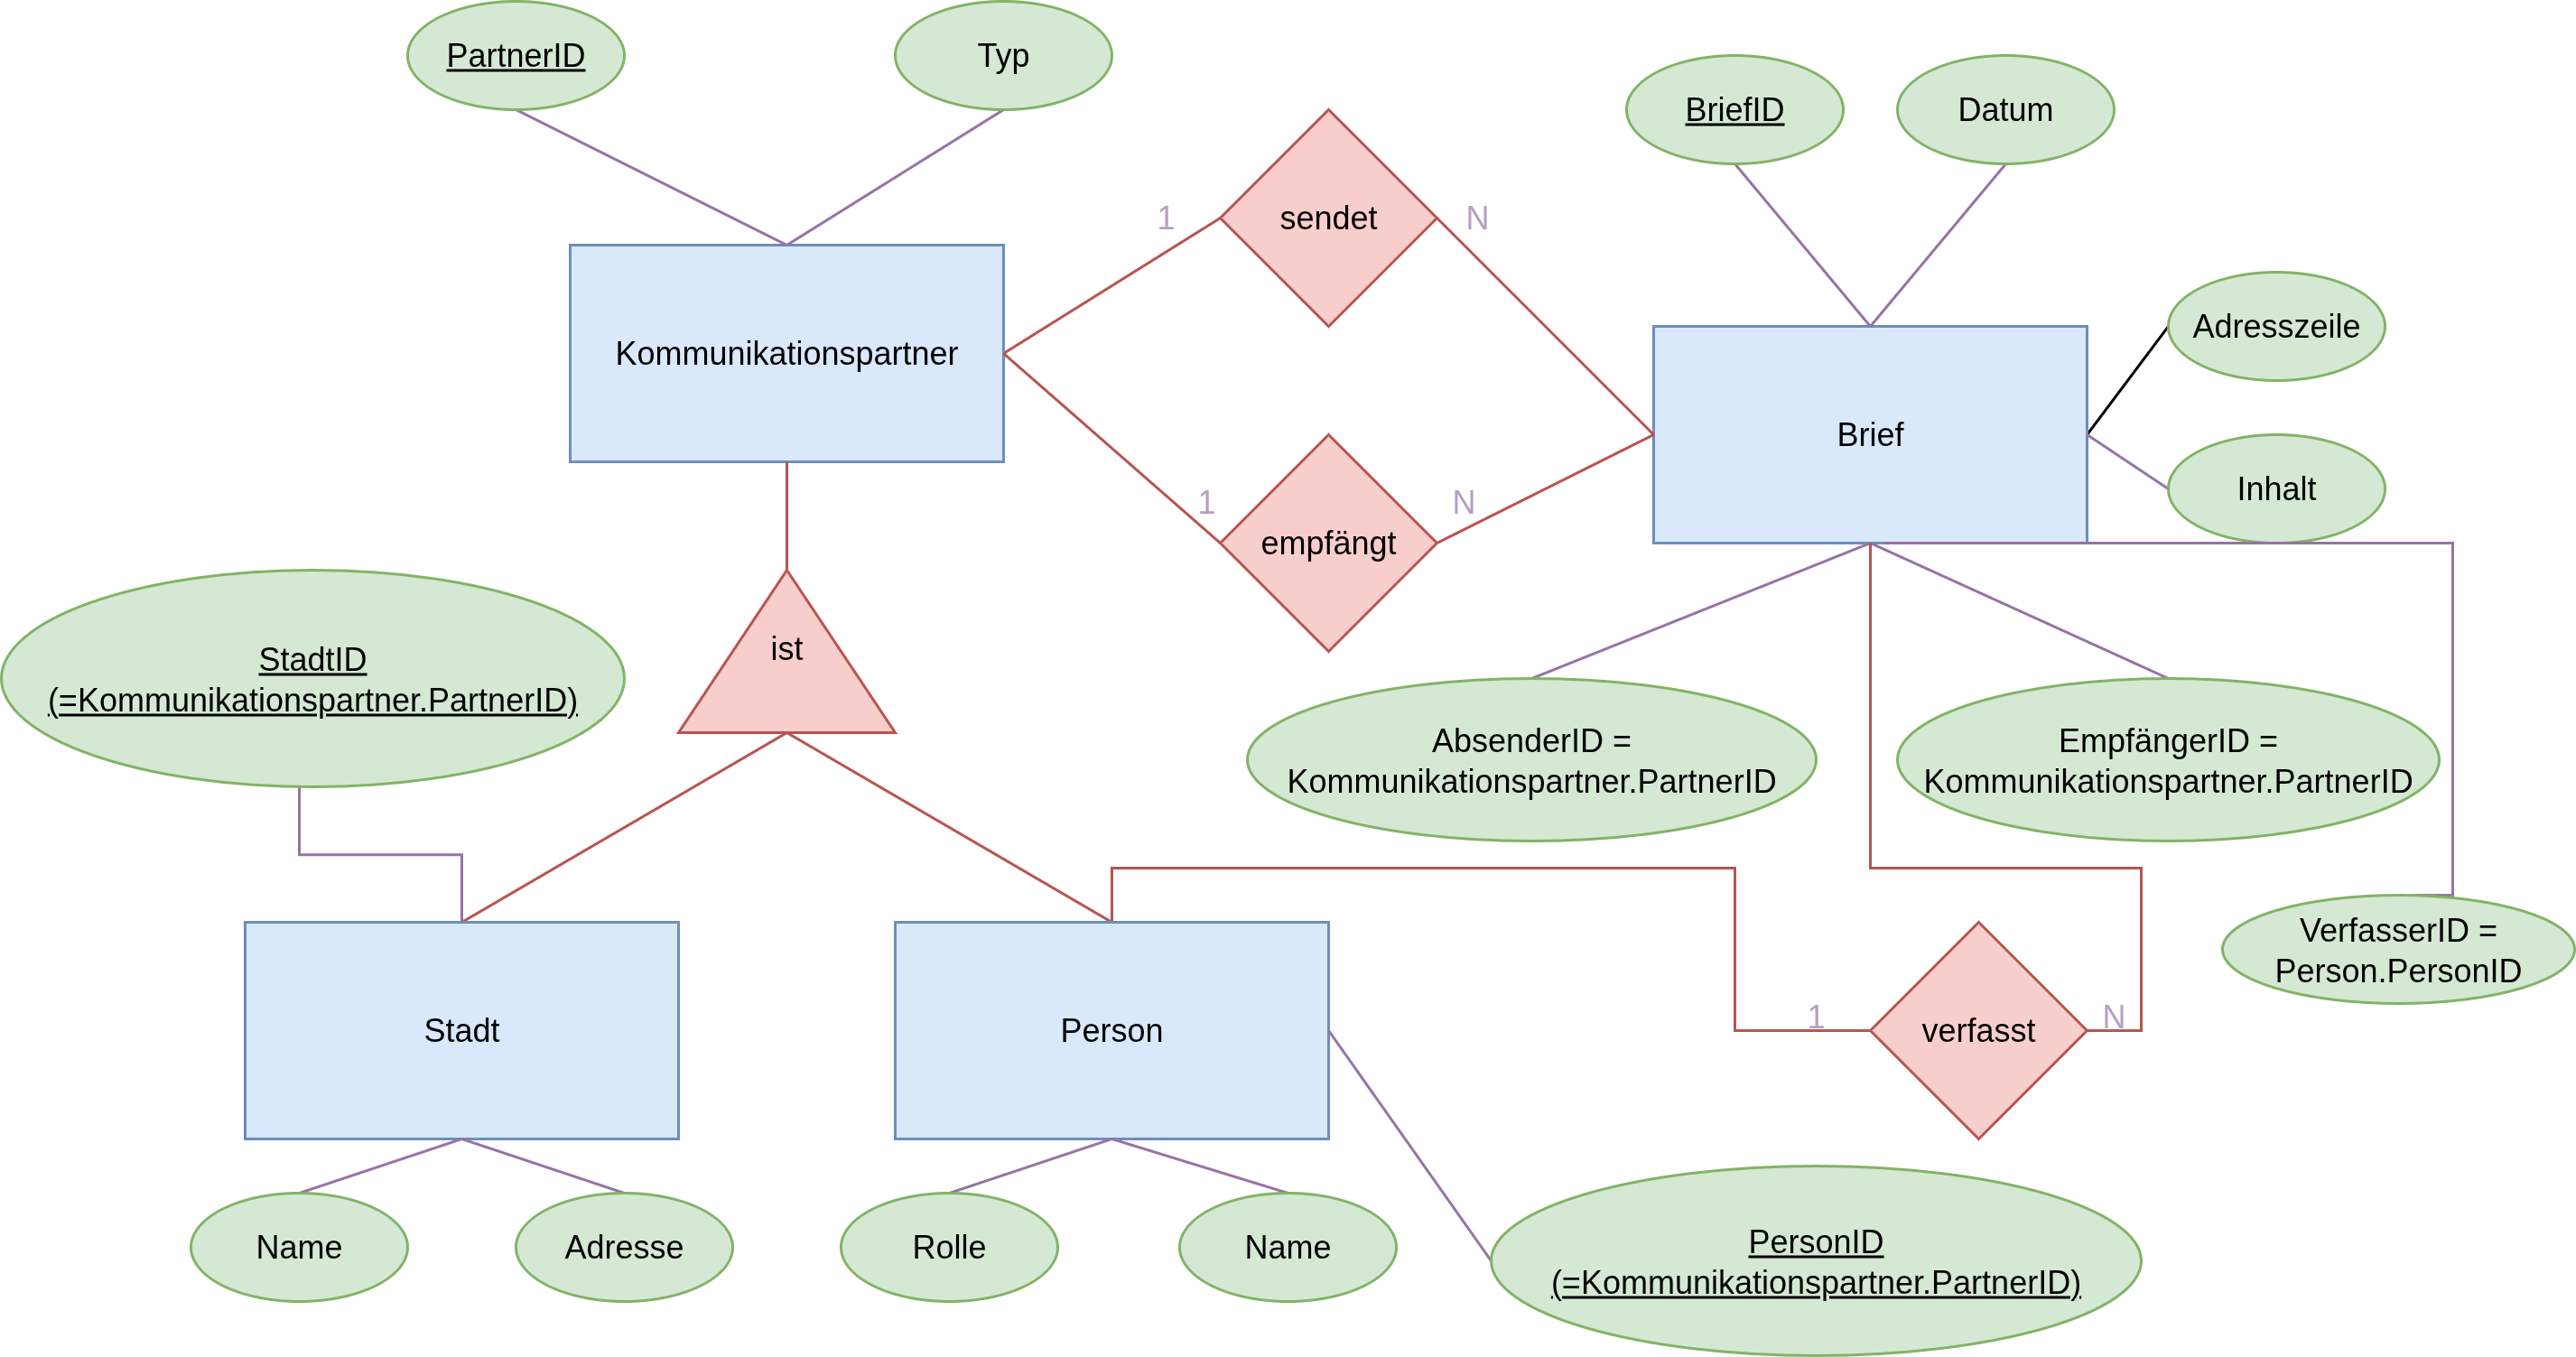 PartnerID
Typ
BriefID
Datum
sendet
1
N
Adresszeile
Kommunikationspartner
Brief
Inhalt
1
N
empfängt
ist
StadtID
(=Kommunikationspartner.PartnerID)
AbsenderID =
Kommunikationspartner.PartnerID
EmpfängerID =
Kommunikationspartner.PartnerID
VerfasserID =
Person.PersonID
Stadt
Person
1
verfasst
N
Name
Adresse
Rolle
Name
PersonID
(=Kommunikationspartner.PartnerID)